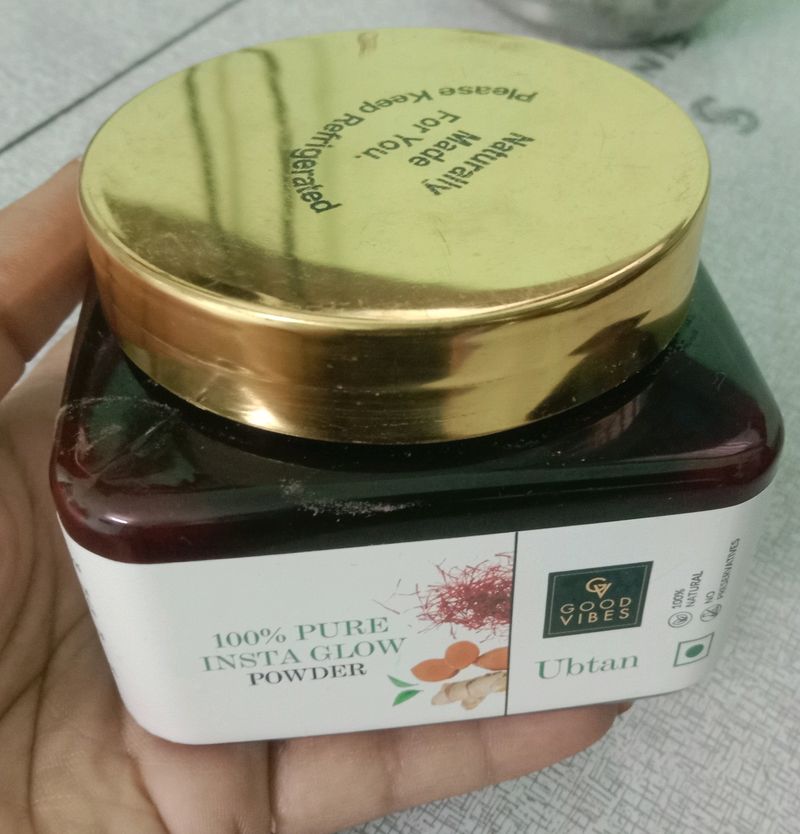 Please Keep Refrigerated
Naturally
Made
For You.
100% PURE
INSTA GLOW
POWDER
GV
GOOD
VIBES
Ubtan
100%
NATURAL
NO
PRESERVATIVES